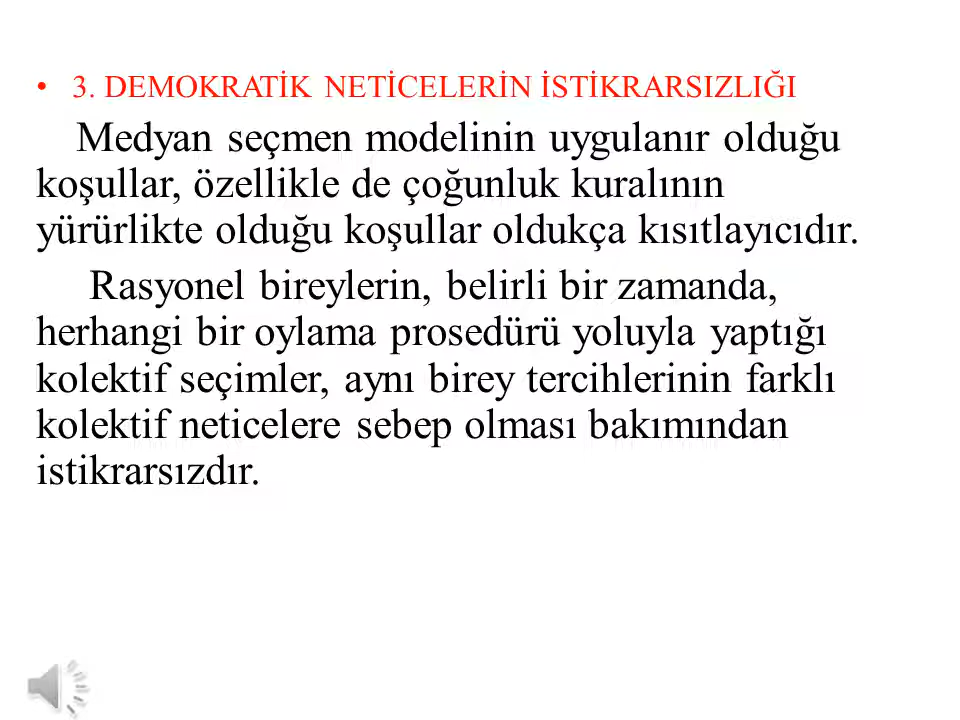 • 3. DEMOKRATİK NETİCELERİN İSTİKRARSIZLIĞI
Medyan seçmen modelinin uygulanır olduğu
koşullar, özellikle de çoğunluk kuralının
yürürlikte olduğu koşullar oldukça kısıtlayıcıdır.
Rasyonel bireylerin, belirli bir zamanda,
herhangi bir oylama prosedürü yoluyla yaptığı
kolektif seçimler, aynı birey tercihlerinin farklı
kolektif neticelere sebep olması bakımından
istikrarsızdır.